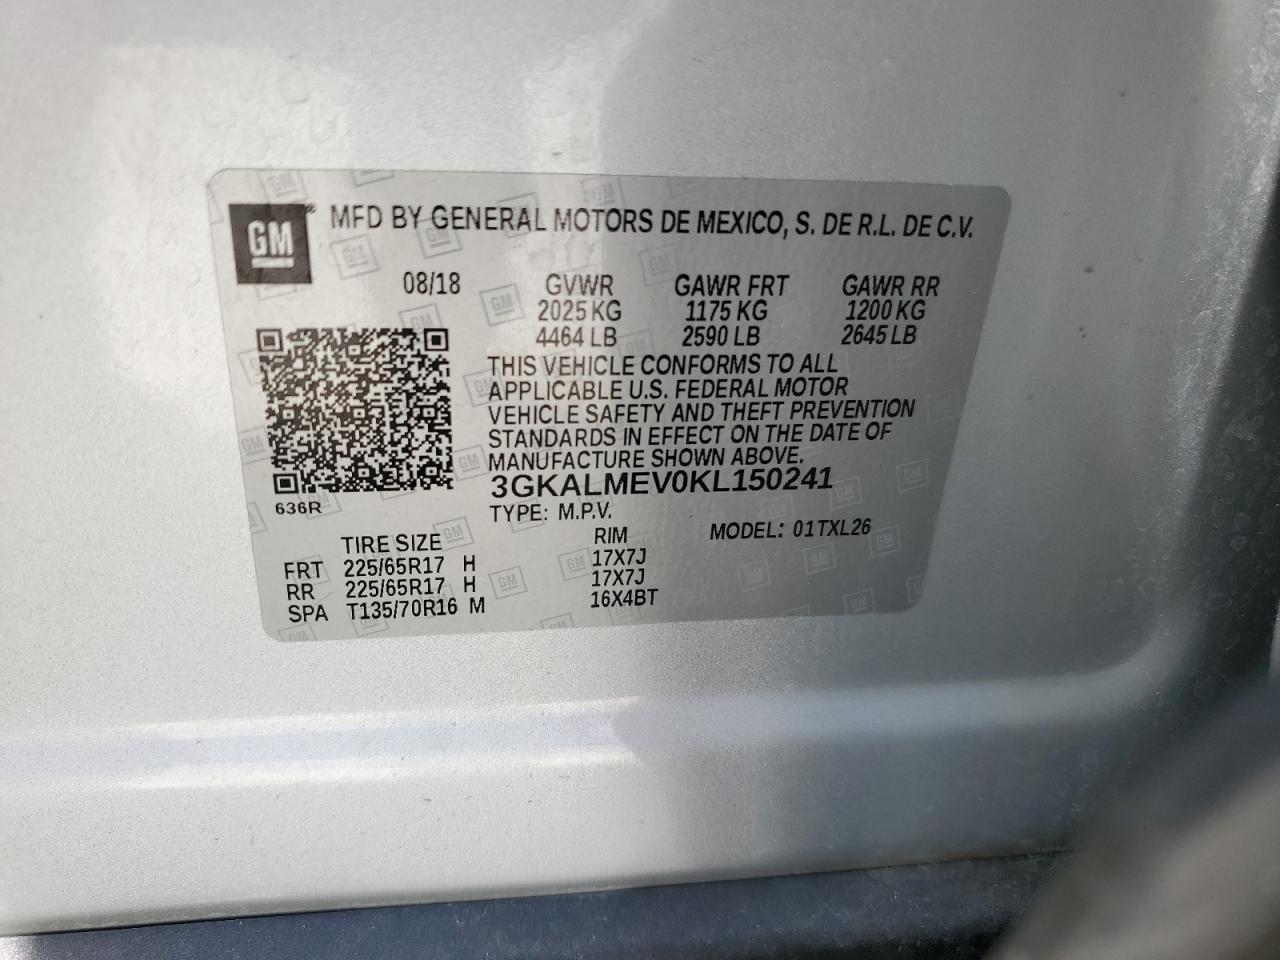 GM® MFD BY GENERAL MOTORS DE MEXICO, S. DE R.L. DE C.V.
08/18 GVWR GAWR FRT GAWR RR
2025 KG 1175 KG 1200 KG
4464 LB 2590 LB 2645 LB
THIS VEHICLE CONFORMS TO ALL
APPLICABLE U.S. FEDERAL MOTOR
VEHICLE SAFETY AND THEFT PREVENTION
STANDARDS IN EFFECT ON THE DATE OF
MANUFACTURE SHOWN ABOVE.
3GKALMEV0KL150241
636R
TYPE: M.P.V.
MODEL: 01TXL26
TIRE SIZE RIM
FRT 225/65R17 H 17X7J
RR 225/65R17 H 17X7J
SPA T135/70R16 M 16X4BT